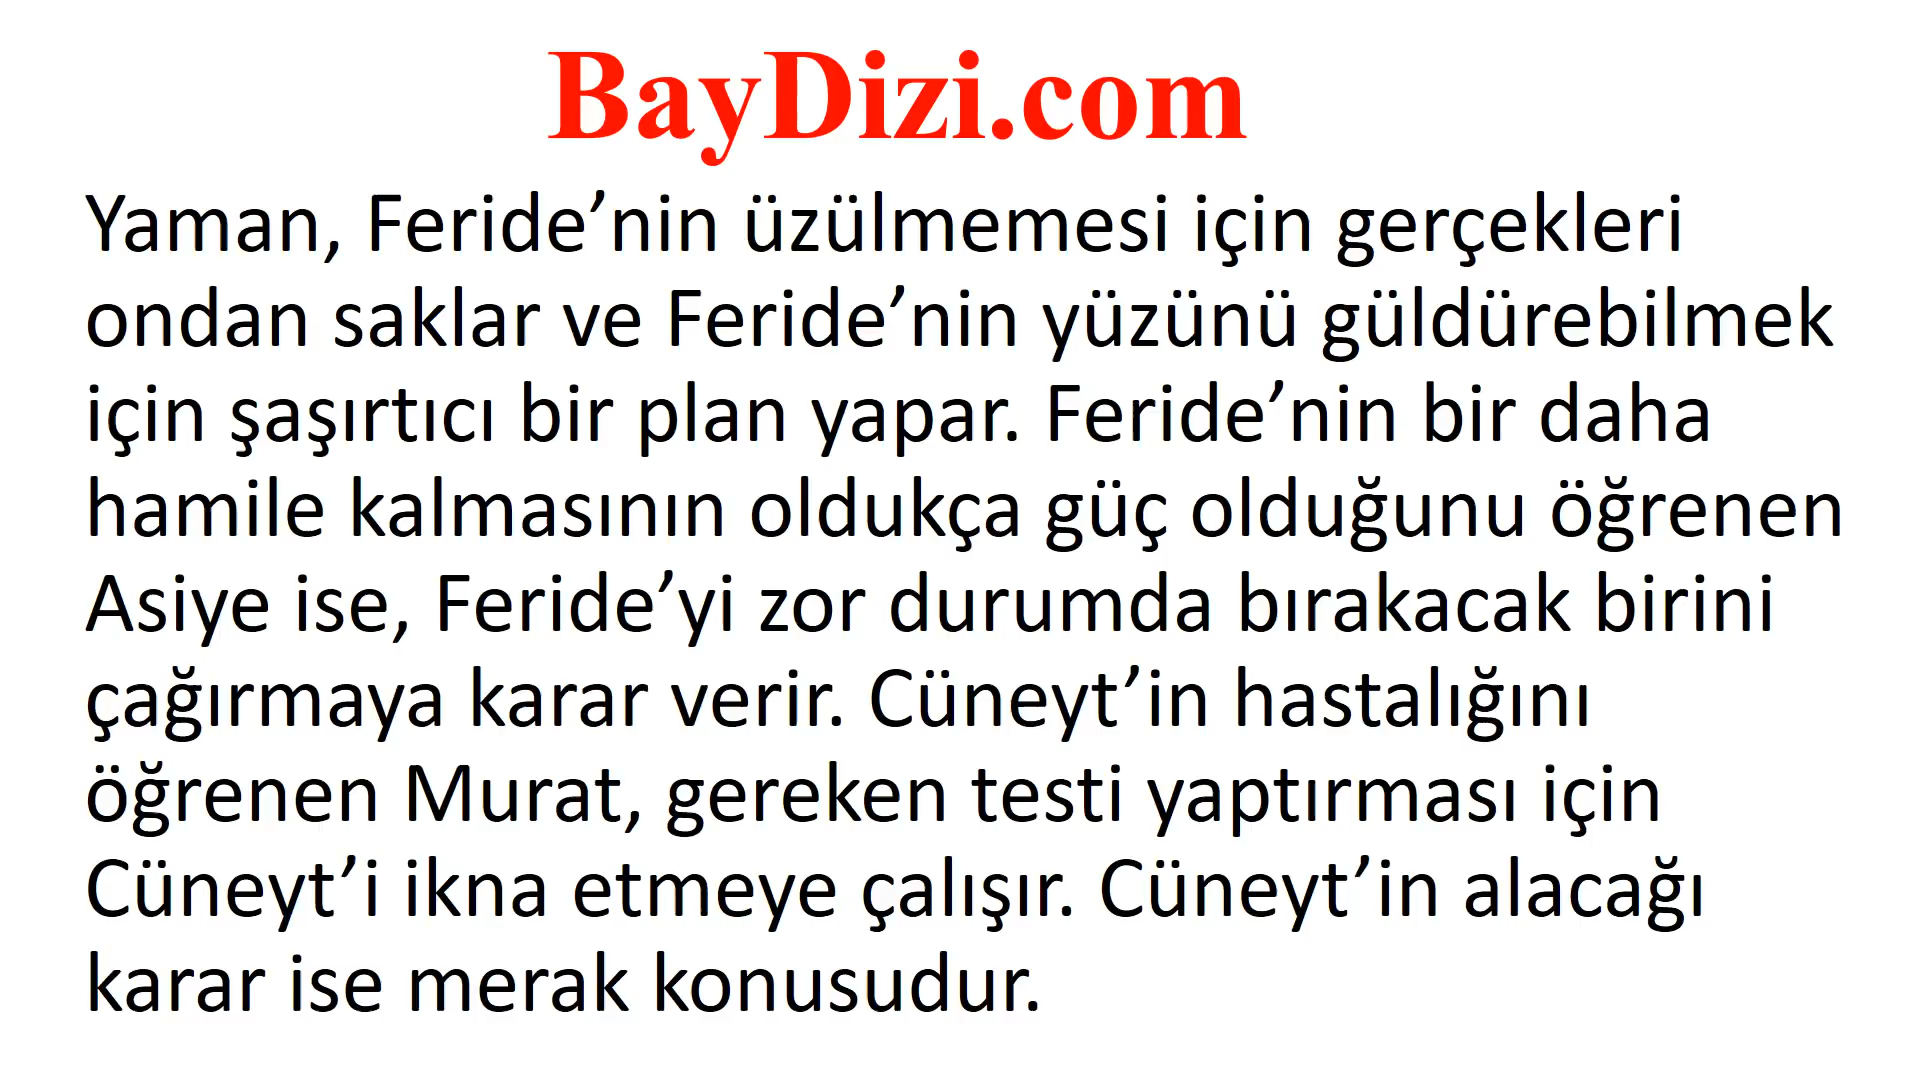 BayDizi.com
Yaman, Feride’nin üzülmemesi için gerçekleri
ondan saklar ve Feride’nin yüzünü güldürebilmek
için şaşırtıcı bir plan yapar. Feride’nin bir daha
hamile kalmasının oldukça güç olduğunu öğrenen
Asiye ise, Feride’yi zor durumda bırakacak birini
çağırmaya karar verir. Cüneyt’in hastalığını
öğrenen Murat, gereken testi yaptırması için
Cüneyt’i ikna etmeye çalışır. Cüneyt’in alacağı
karar ise merak konusudur.